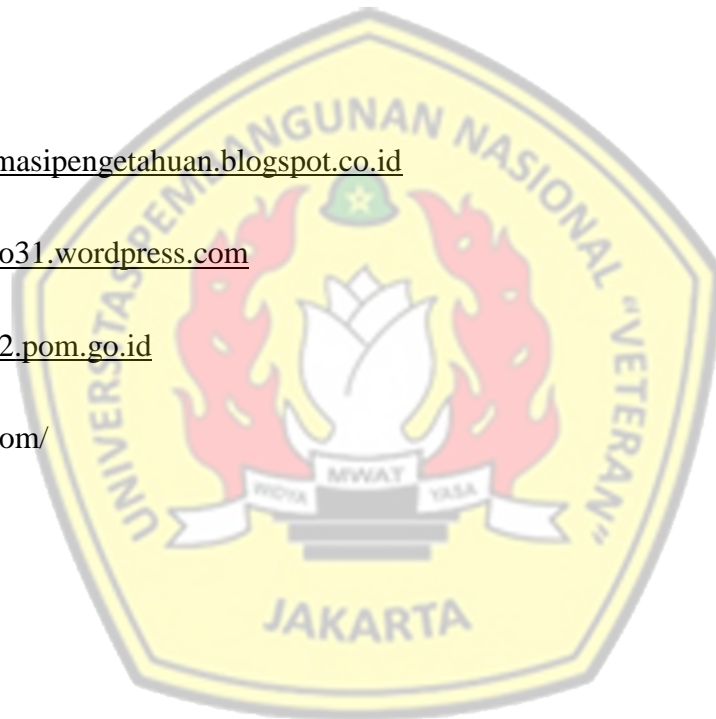 masipengetahuan.blogspot.co.id
o31.wordpress.com
2.pom.go.id
om/
UNIVERSITAS PEMBANGUNAN NASIONAL "VETERAN"
WIDYA MWAT YASA
JAKARTA